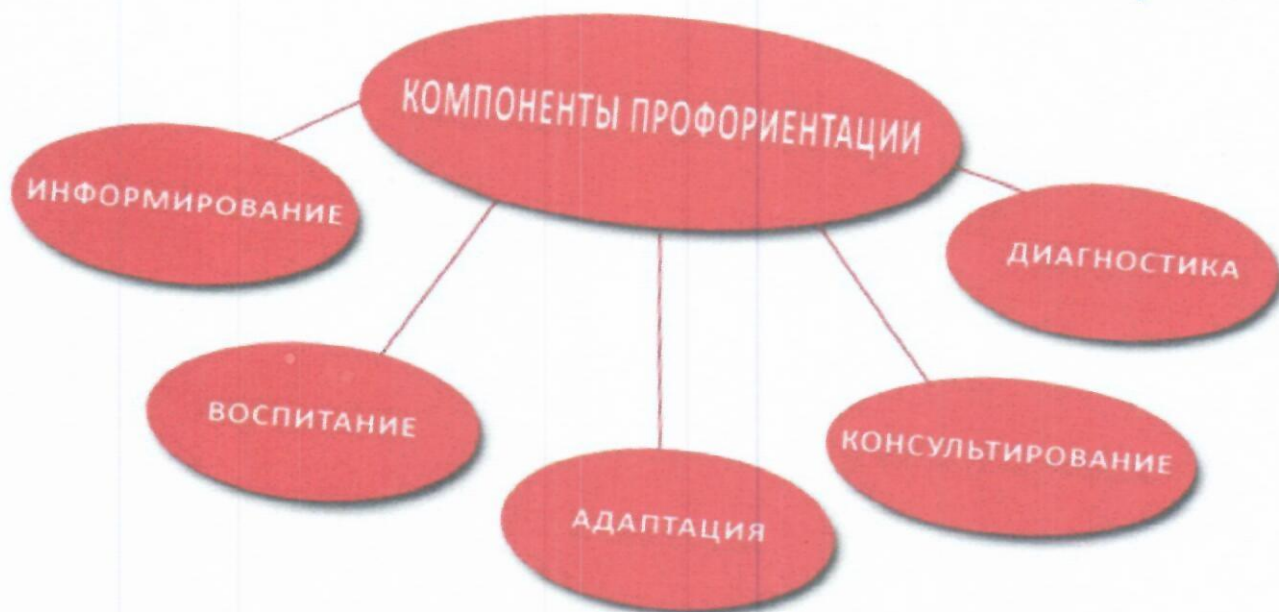 КОМПОНЕНТЫ ПРОФОРИЕНТАЦИИ
ИНФОРМИРОВАНИЕ
ВОСПИТАНИЕ
АДАПТАЦИЯ
КОНСУЛЬТИРОВАНИЕ
ДИАГНОСТИКА